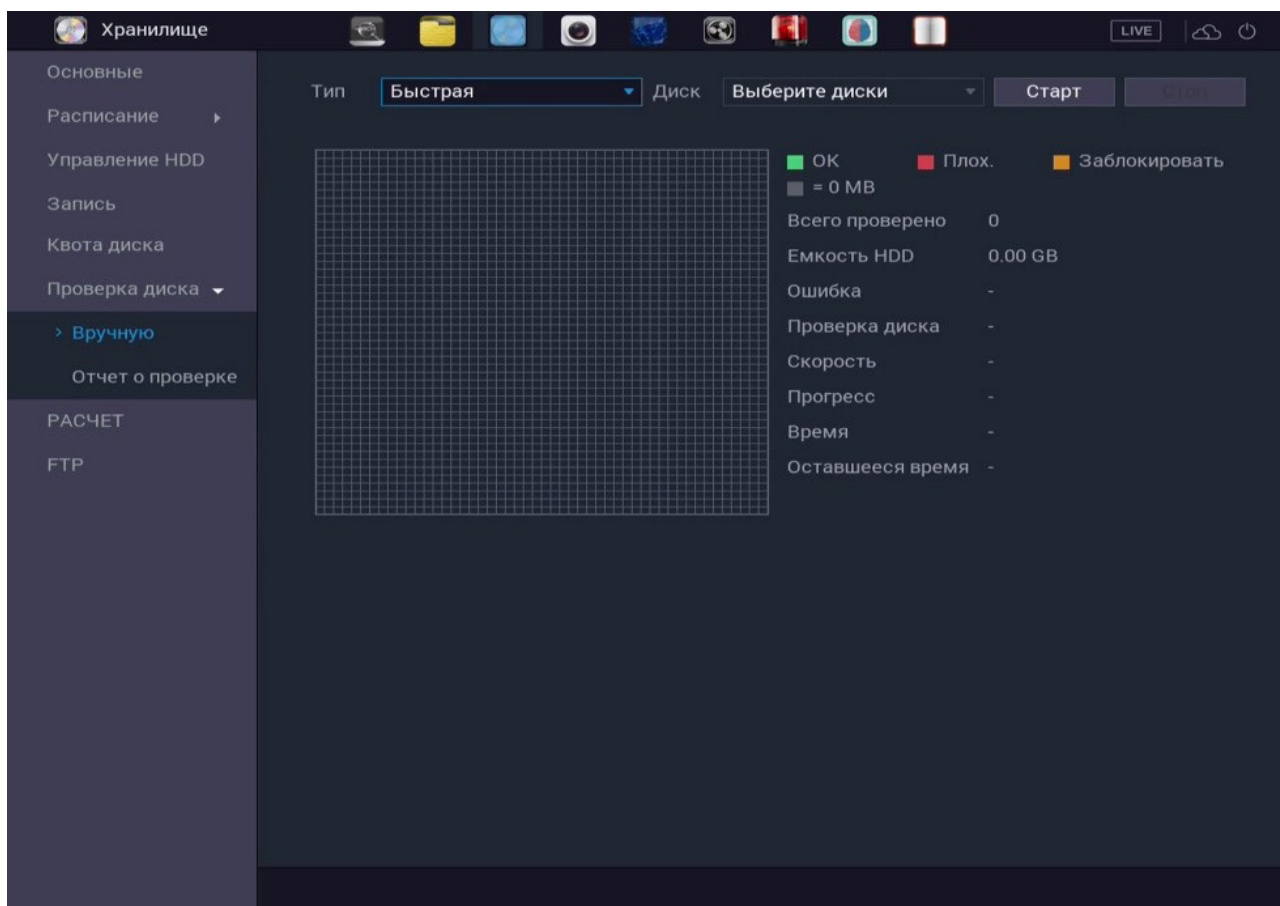 Хранилище
LIVE
Основные
Расписание
Управление HDD
Запись
Квота диска
Проверка диска
> Вручную
Отчет о проверке
РАСЧЕТ
FTP
Тип Быстрая Диск Выберите диски Старт Стоп
OK Плох. Заблокировать
= 0 MB
Всего проверено 0
Емкость HDD 0.00 GB
Ошибка -
Проверка диска -
Скорость -
Прогресс -
Время -
Оставшееся время -